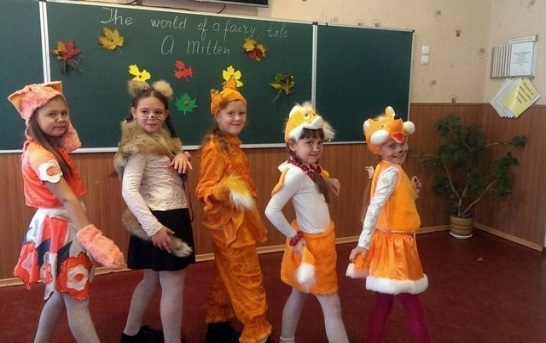 The world of a fairy tale
A Mitten